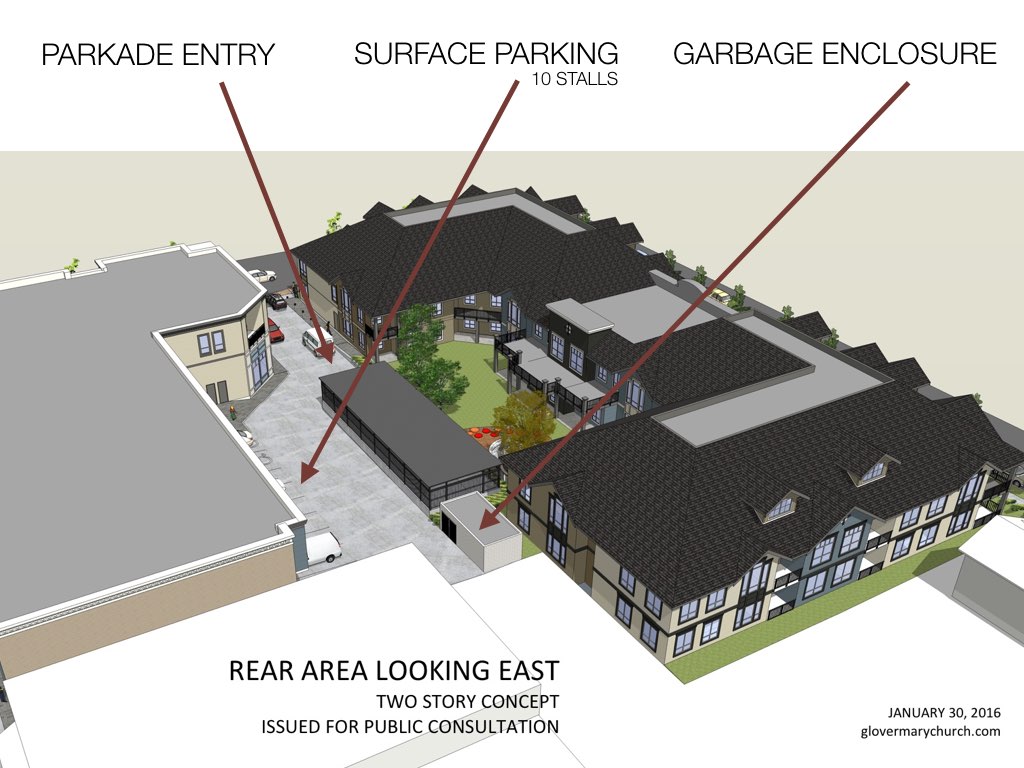 PARKADE ENTRY
SURFACE PARKING
10 STALLS
GARBAGE ENCLOSURE
REAR AREA LOOKING EAST
TWO STORY CONCEPT
ISSUED FOR PUBLIC CONSULTATION
JANUARY 30, 2016
glovermarychurch.com